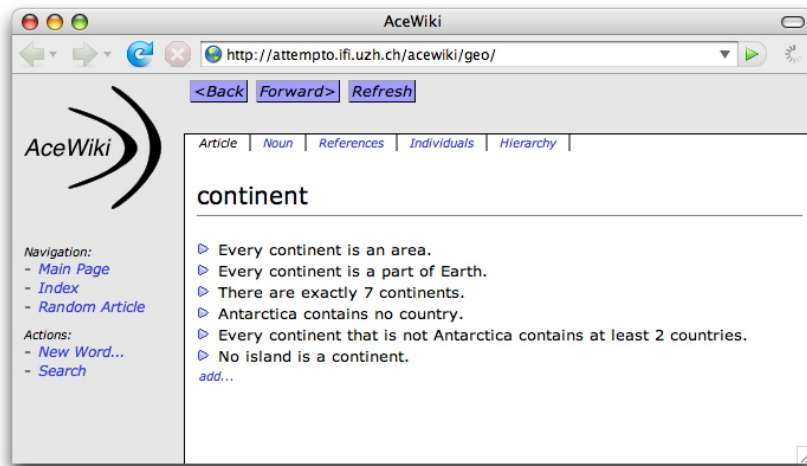 AceWiki
http://attempto.ifi.uzh.ch/acewiki/geo/
<Back Forward> Refresh
AceWiki
Article Noun References Individuals Hierarchy
continent
Navigation:
- Main Page
- Index
- Random Article
Actions:
- New Word...
- Search
Every continent is an area.
Every continent is a part of Earth.
There are exactly 7 continents.
Antarctica contains no country.
Every continent that is not Antarctica contains at least 2 countries.
No island is a continent.
add...